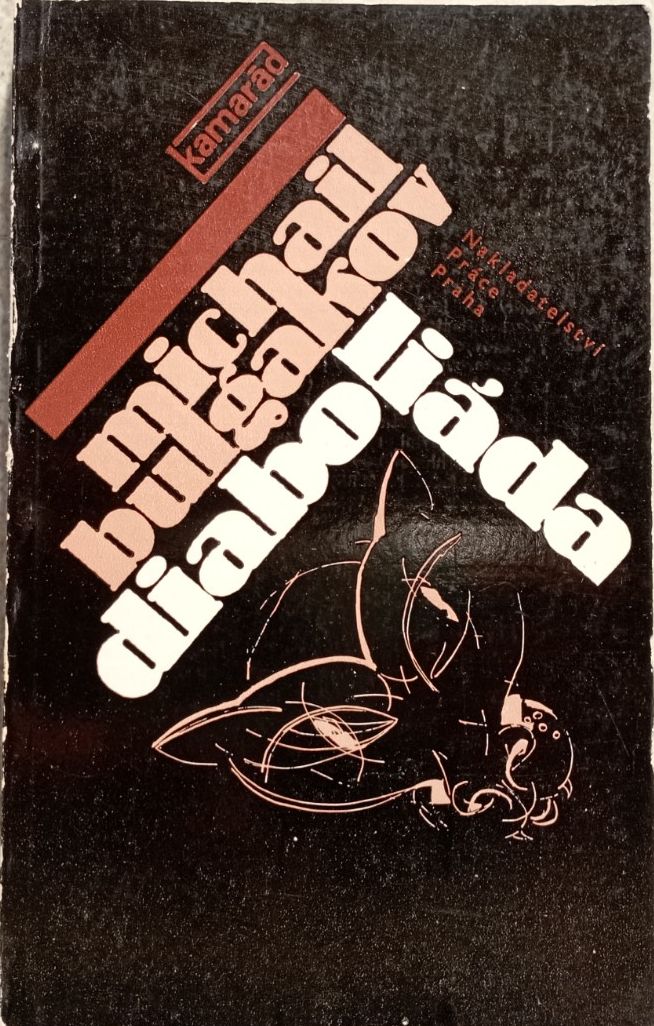 kamarád
michail
bulgakov
diaboliáda
Nakladatelství
Práce
Praha